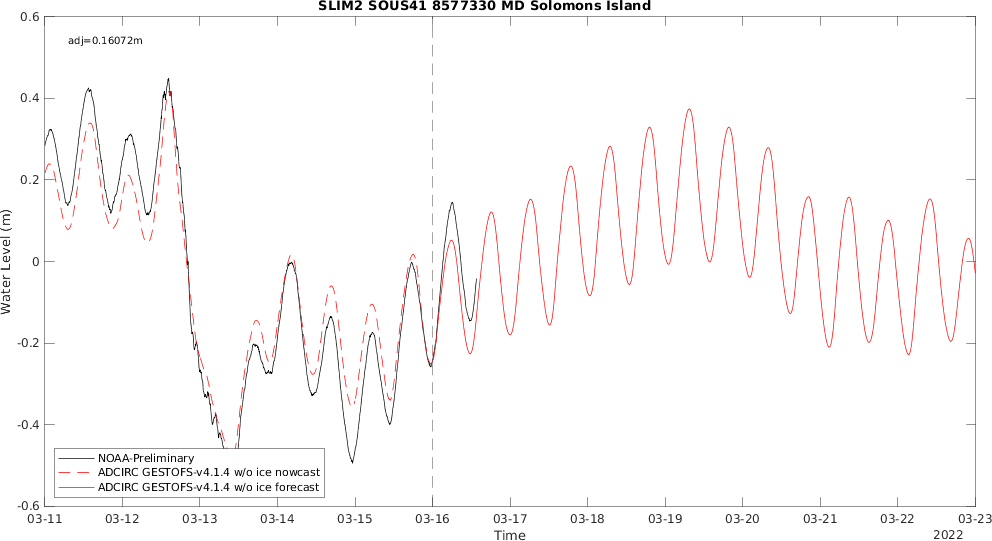 SLIM2 SOUS41 8577330 MD Solomons Island
adj=0.16072m
0.6
0.4
0.2
0
-0.2
-0.4
-0.6
Water Level (m)
NOAA-Preliminary
ADCIRC GESTOFS-v4.1.4 w/o ice nowcast
ADCIRC GESTOFS-v4.1.4 w/o ice forecast
03-11 03-12 03-13 03-14 03-15 03-16 03-17 03-18 03-19 03-20 03-21 03-22 03-23
Time
2022